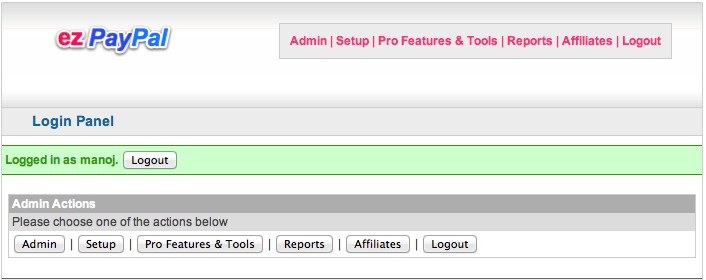 ez PayPal
Admin | Setup | Pro Features & Tools | Reports | Affiliates | Logout
Login Panel
Logged in as manoj. Logout
Admin Actions
Please choose one of the actions below
Admin | Setup | Pro Features & Tools | Reports | Affiliates | Logout